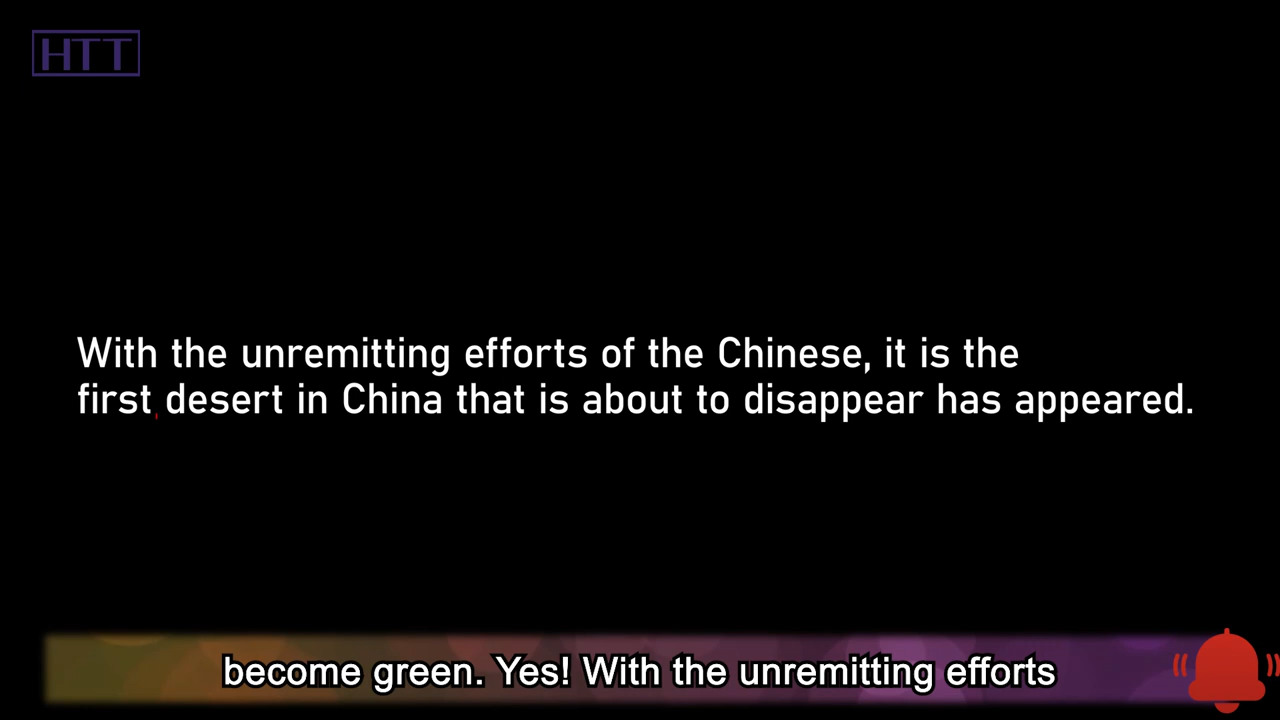 HTT
With the unremitting efforts of the Chinese, it is the
first desert in China that is about to disappear has appeared.
become green. Yes! With the unremitting efforts